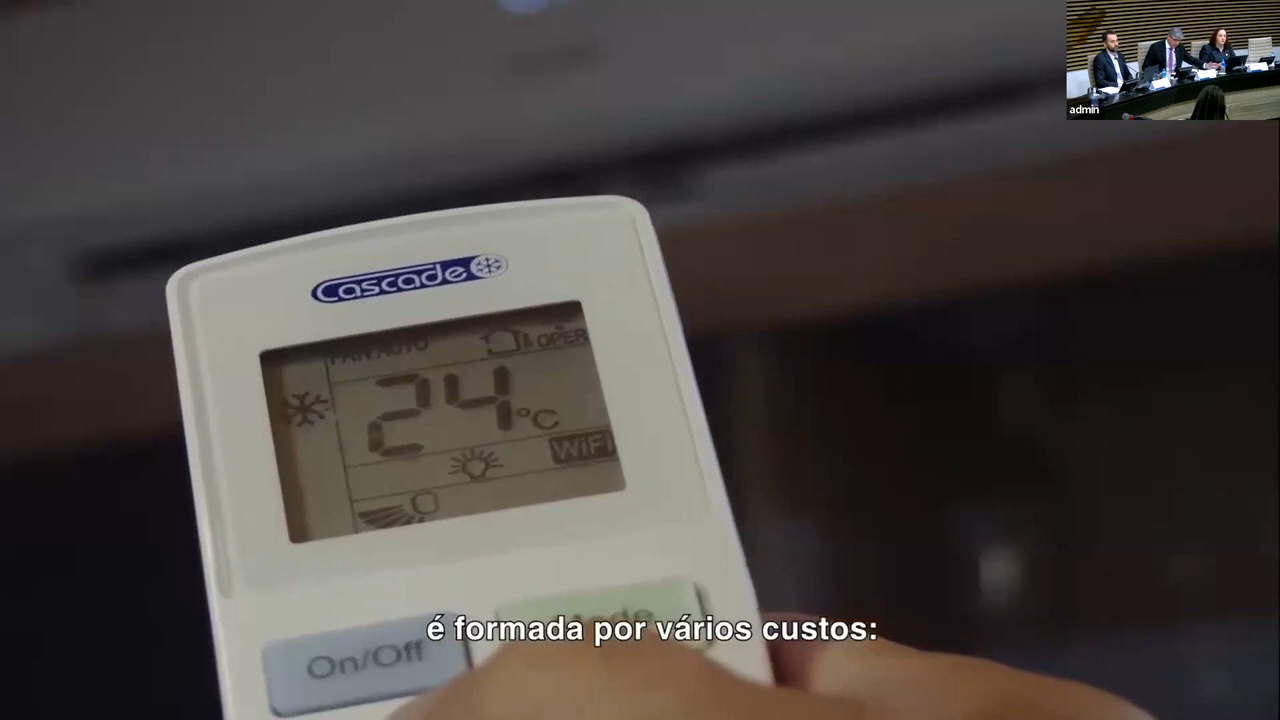 admin
Cascade
FAN AUTO
OPER
24°C
WiFi
é formada por vários custos:
On/Off